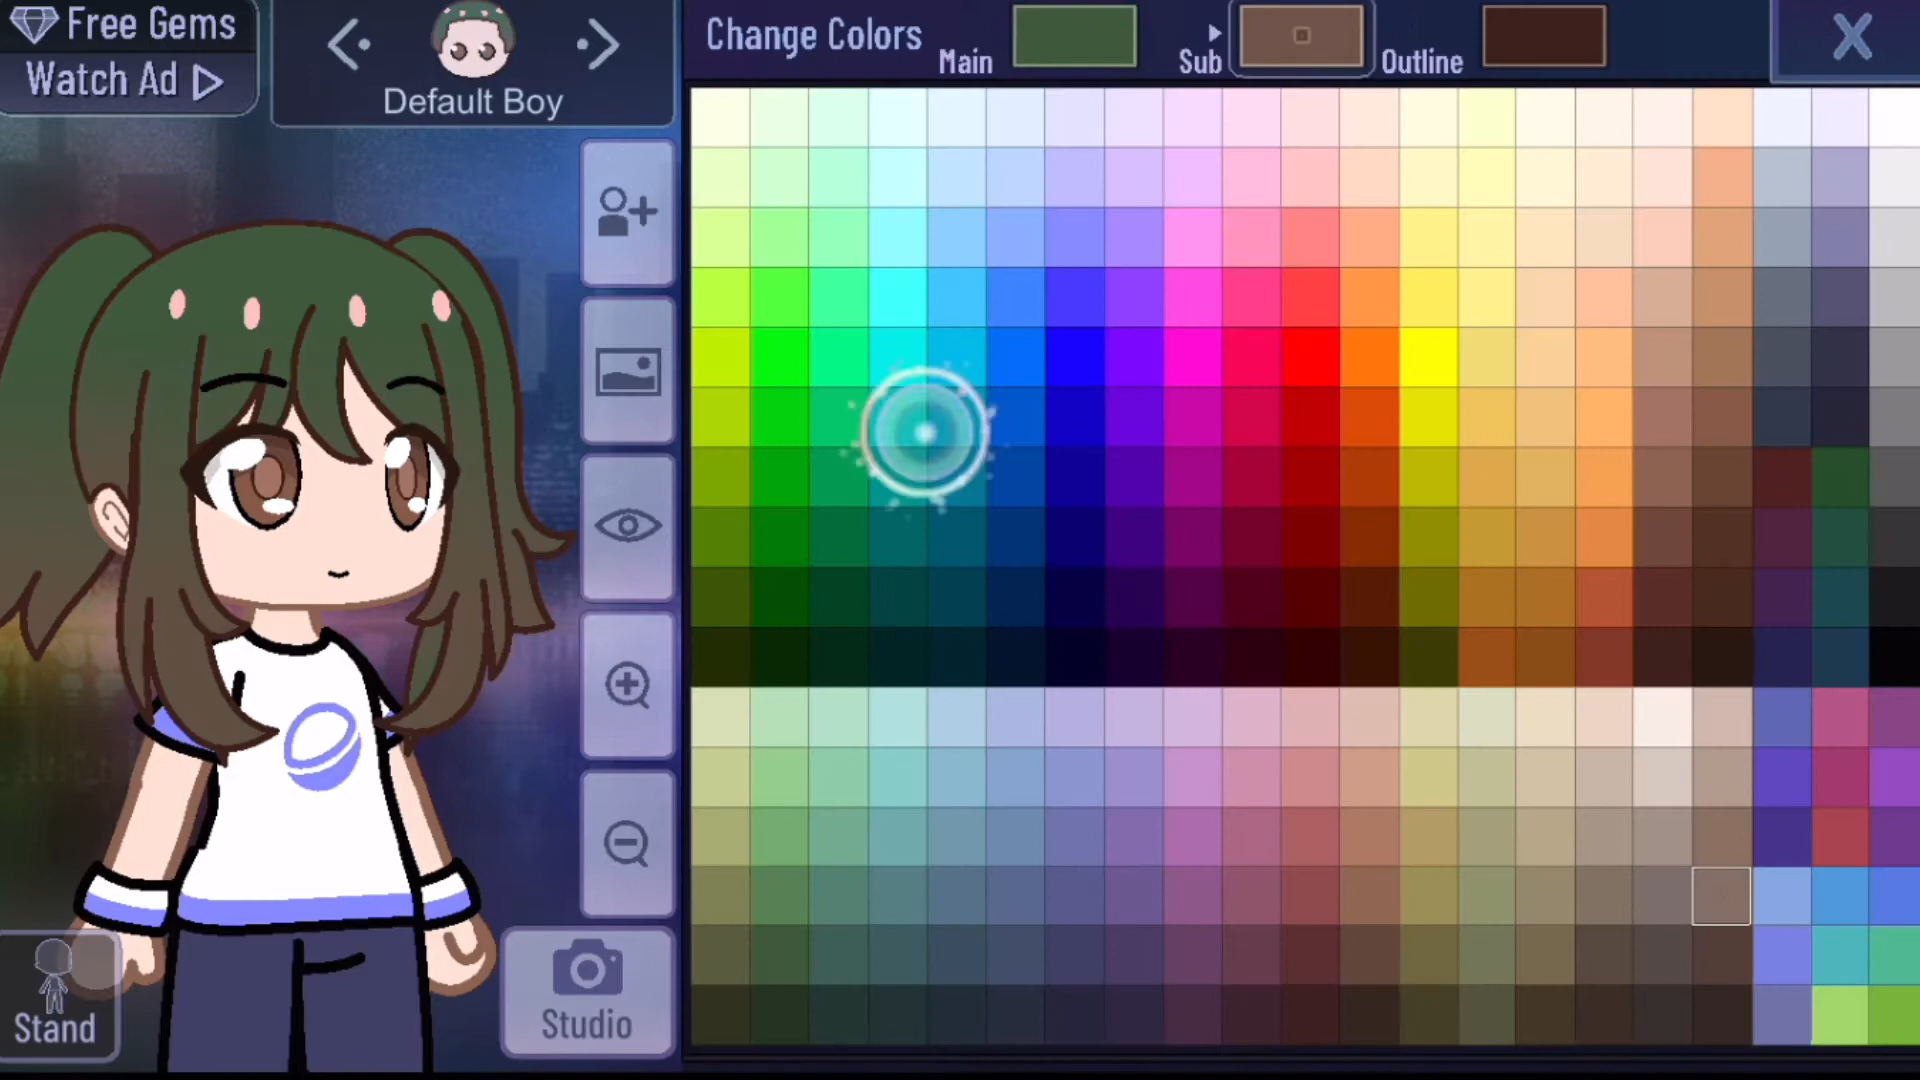 Free Gems
Watch Ad
Default Boy
Change Colors
Main
Sub
Outline
X
Stand
Studio